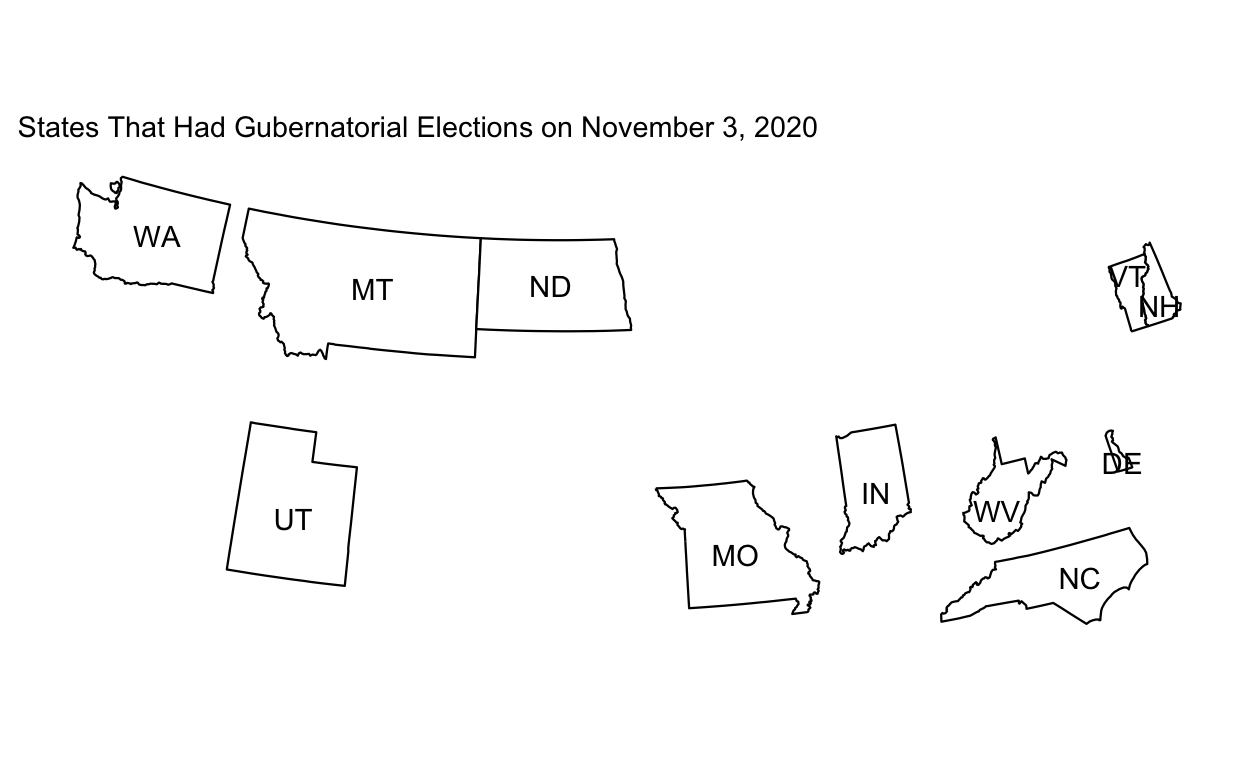 States That Had Gubernatorial Elections on November 3, 2020
WA
MT
ND
VT
NH
UT
MO
IN
WV
DE
NC